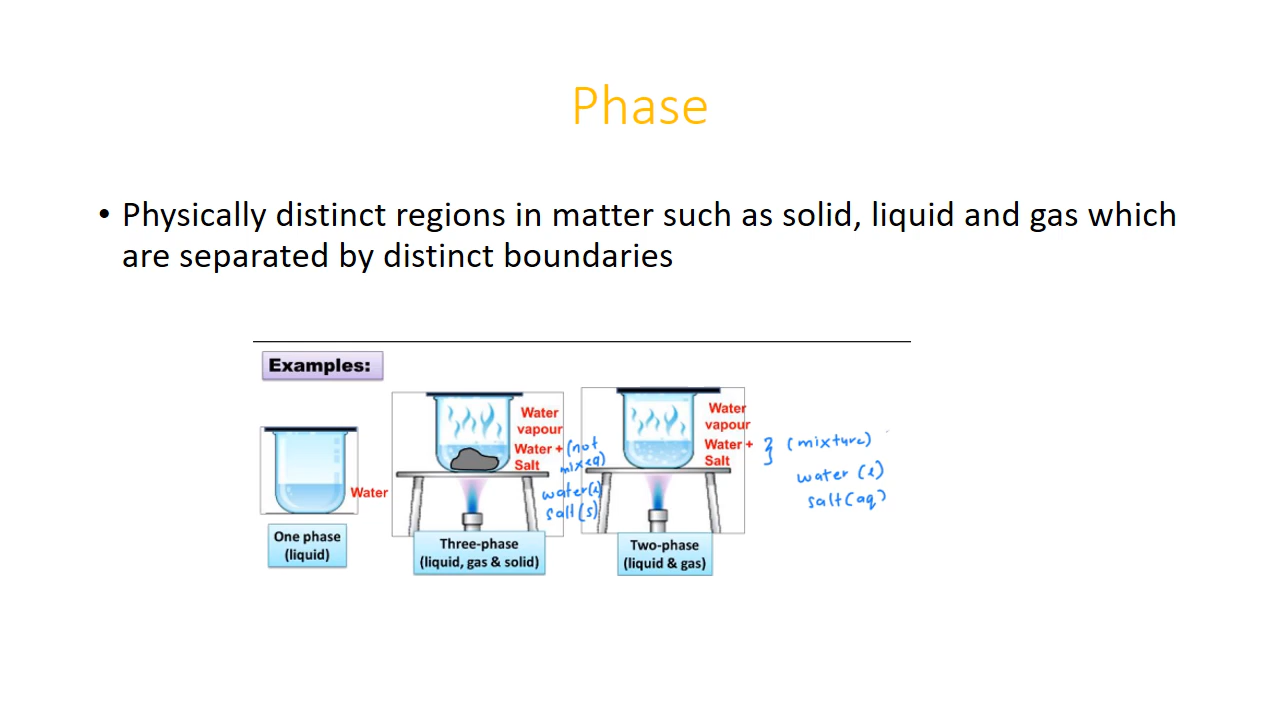 Phase
• Physically distinct regions in matter such as solid, liquid and gas which
are separated by distinct boundaries
Examples:
Water
One phase
(liquid)
Water
vapour
Water +
Salt
(not
mixed)
water(l)
salt(s)
Three-phase
(liquid, gas & solid)
Water
vapour
Water +
Salt
(mixture)
water (l)
salt(aq)
Two-phase
(liquid & gas)